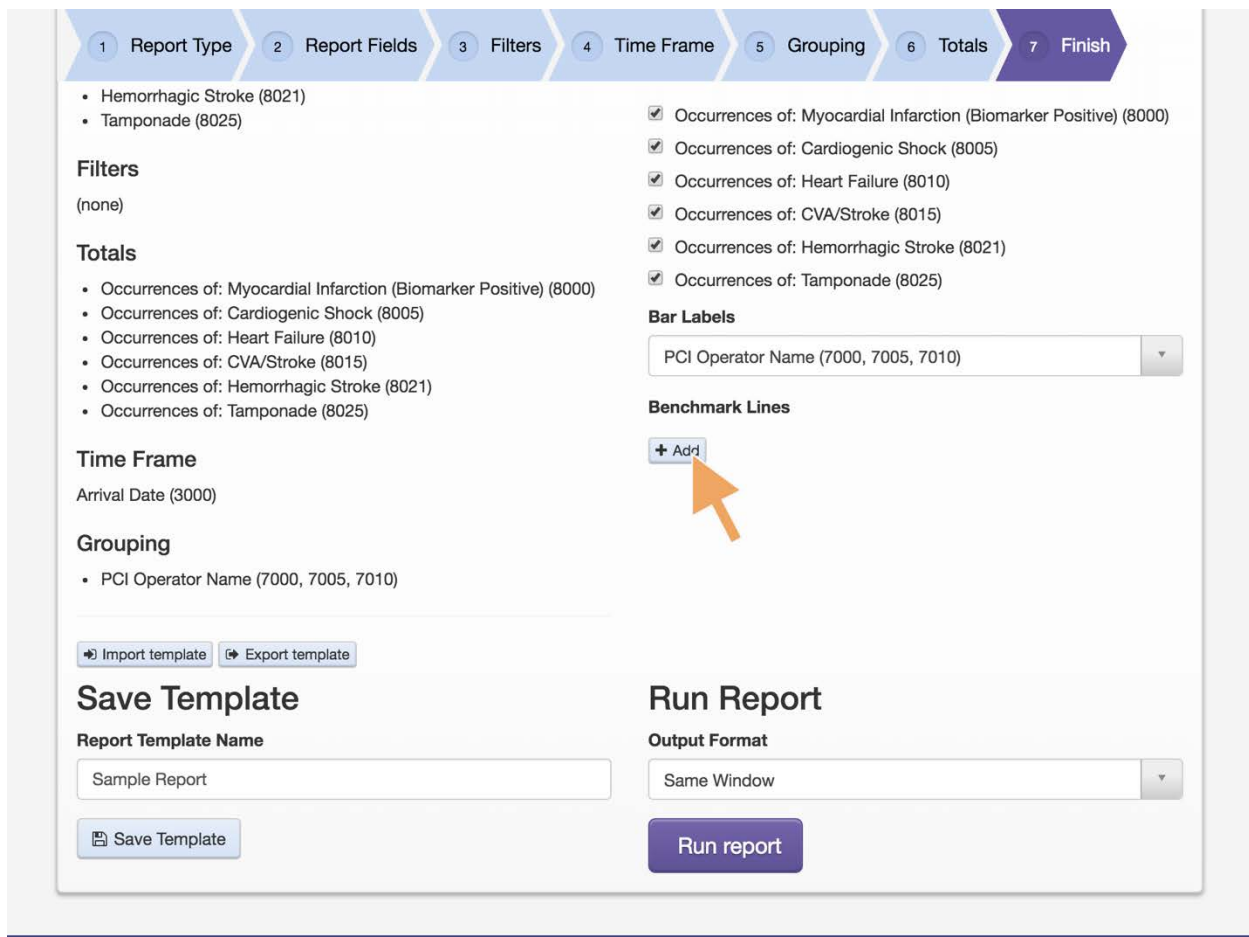 1 Report Type 2 Report Fields 3 Filters 4 Time Frame 5 Grouping 6 Totals 7 Finish
• Hemorrhagic Stroke (8021)
• Tamponade (8025)
Filters
(none)
Totals
• Occurrences of: Myocardial Infarction (Biomarker Positive) (8000)
• Occurrences of: Cardiogenic Shock (8005)
• Occurrences of: Heart Failure (8010)
• Occurrences of: CVA/Stroke (8015)
• Occurrences of: Hemorrhagic Stroke (8021)
• Occurrences of: Tamponade (8025)
Time Frame
Arrival Date (3000)
Grouping
• PCI Operator Name (7000, 7005, 7010)
Import template Export template
Save Template
Report Template Name
Sample Report
Save Template
Occurrences of: Myocardial Infarction (Biomarker Positive) (8000)
Occurrences of: Cardiogenic Shock (8005)
Occurrences of: Heart Failure (8010)
Occurrences of: CVA/Stroke (8015)
Occurrences of: Hemorrhagic Stroke (8021)
Occurrences of: Tamponade (8025)
Bar Labels
PCI Operator Name (7000, 7005, 7010)
Benchmark Lines
+ Add
Run Report
Output Format
Same Window
Run report